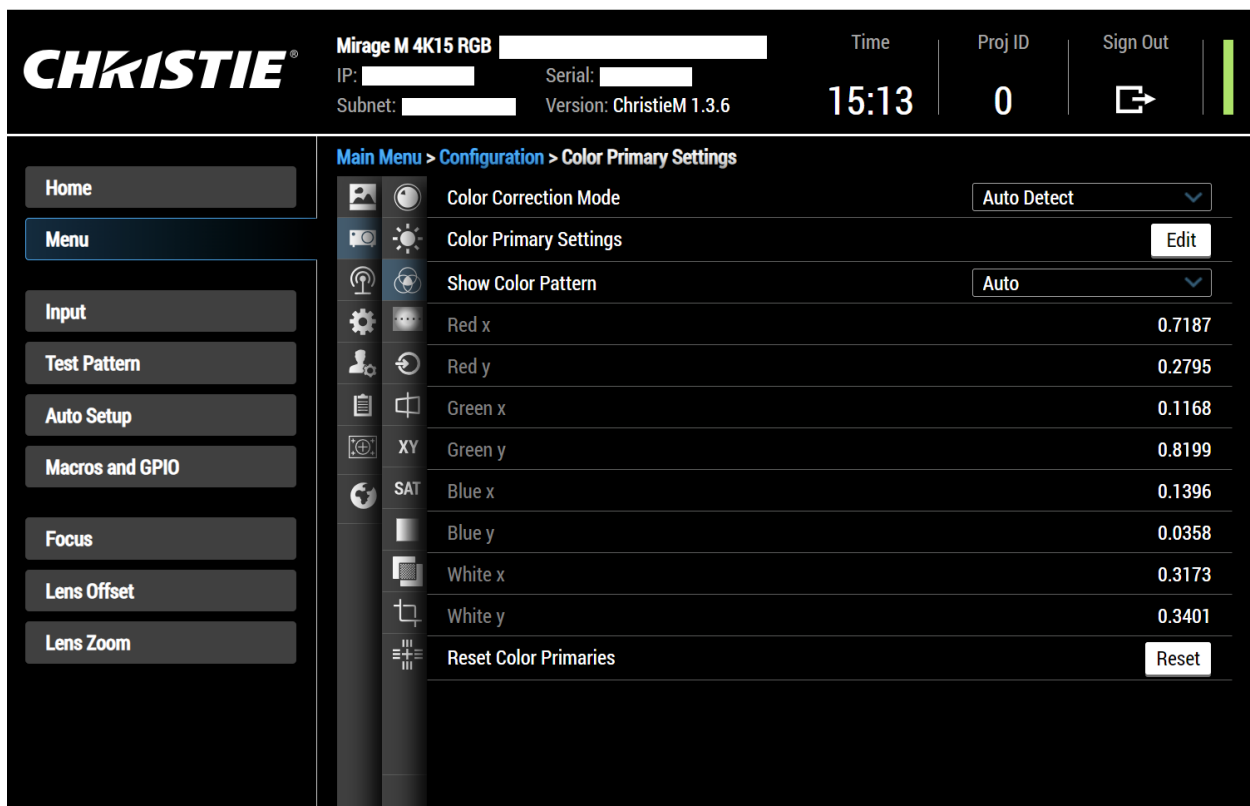 CHRISTIE®
Mirage M 4K15 RGB
IP:
Serial:
Subnet:
Version: ChristieM 1.3.6
Time
15:13
Proj ID
0
Sign Out
Main Menu > Configuration > Color Primary Settings
Home
Menu
Input
Test Pattern
Auto Setup
Macros and GPIO
Focus
Lens Offset
Lens Zoom
XY
SAT
Color Correction Mode Auto Detect
Color Primary Settings Edit
Show Color Pattern Auto
Red x 0.7187
Red y 0.2795
Green x 0.1168
Green y 0.8199
Blue x 0.1396
Blue y 0.0358
White x 0.3173
White y 0.3401
Reset Color Primaries Reset